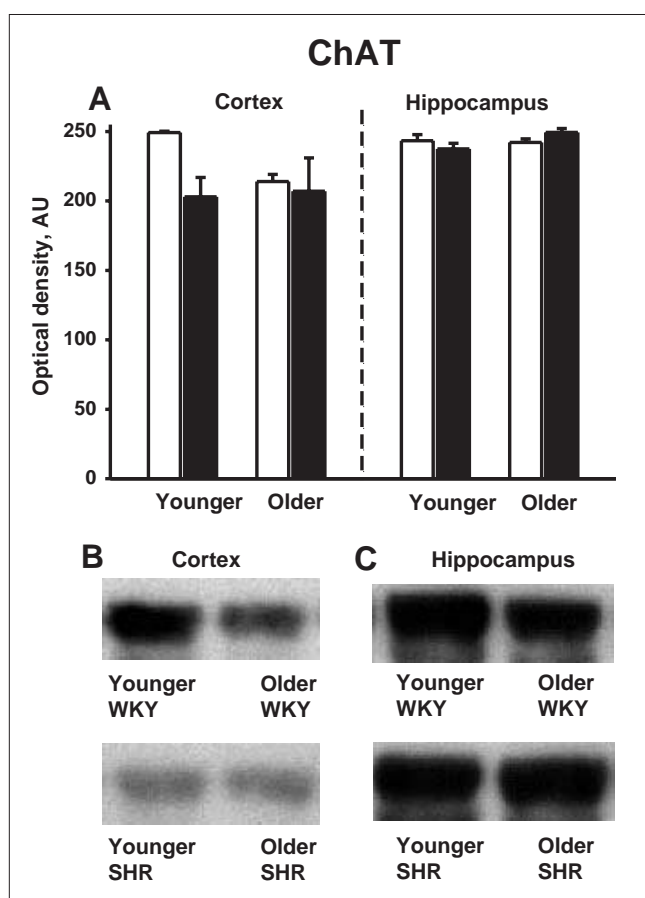 ChAT
A
Cortex
Hippocampus
Optical density, AU
250
200
150
100
50
0
Younger
Older
Younger
Older
B
Cortex
Younger WKY
Older WKY
Younger SHR
Older SHR
C
Hippocampus
Younger WKY
Older WKY
Younger SHR
Older SHR